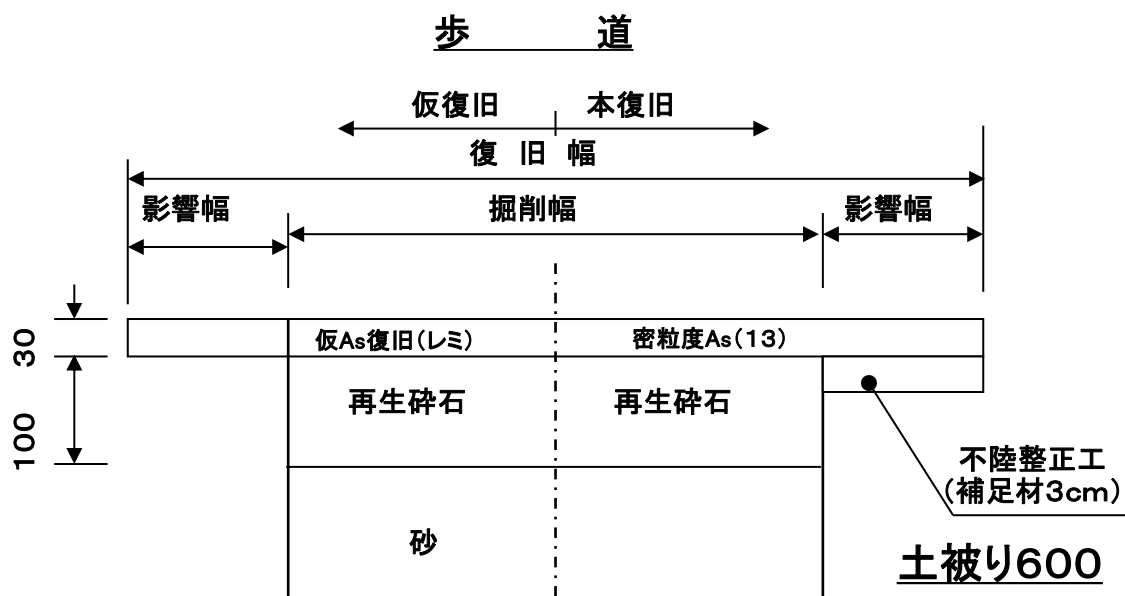 歩　道
仮復旧　本復旧
復 旧 幅
影響幅　掘削幅　影響幅
30
仮As復旧(レミ)　密粒度As(13)
100
再生砕石　再生砕石
不陸整正工
(補足材3cm)
砂
土被り600